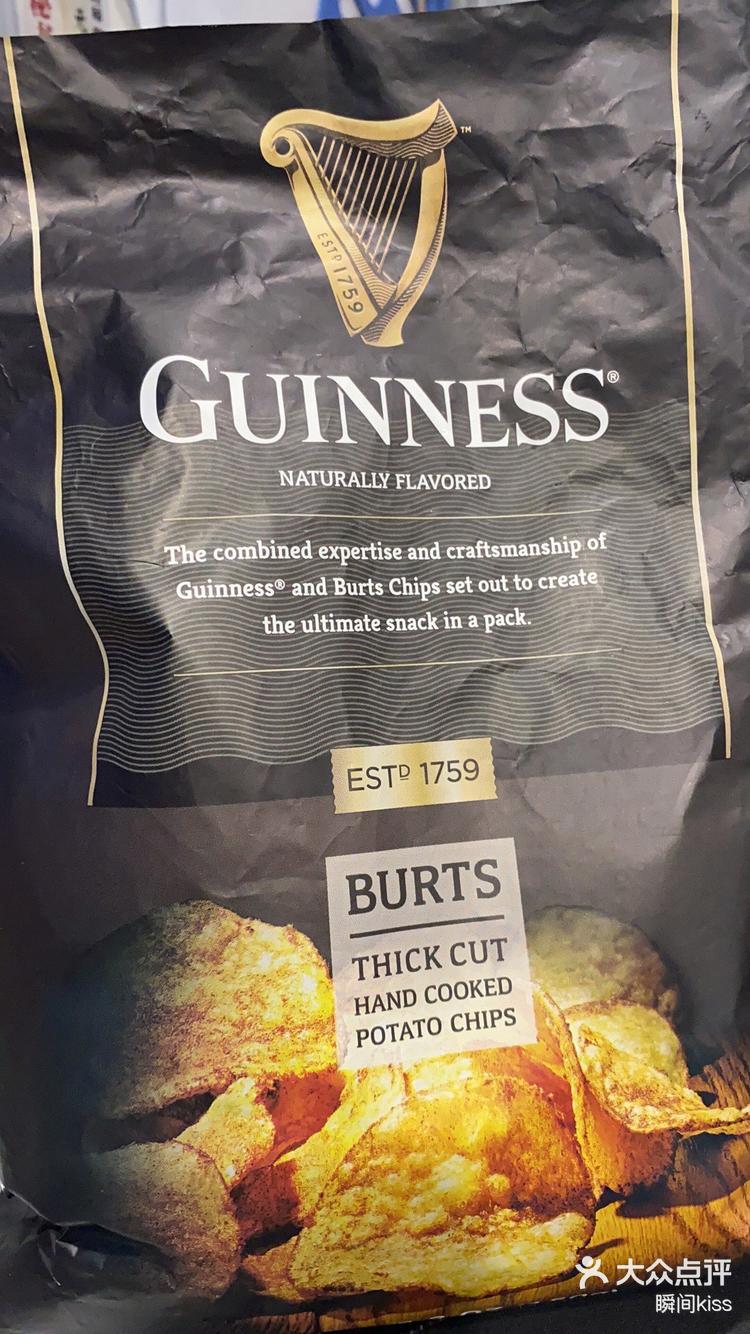 ESTD 1759
™
GUINNESS®
NATURALLY FLAVORED
The combined expertise and craftsmanship of
Guinness® and Burts Chips set out to create
the ultimate snack in a pack.
ESTD 1759
BURTS
THICK CUT
HAND COOKED
POTATO CHIPS
大众点评
瞬间kiss